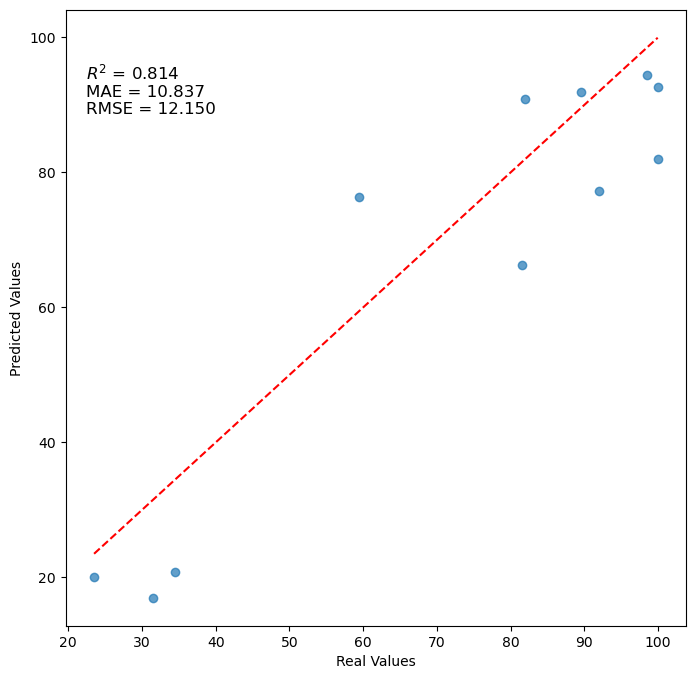 100
80
60
40
20
Predicted Values
R² = 0.814
MAE = 10.837
RMSE = 12.150
20 30 40 50 60 70 80 90 100
Real Values